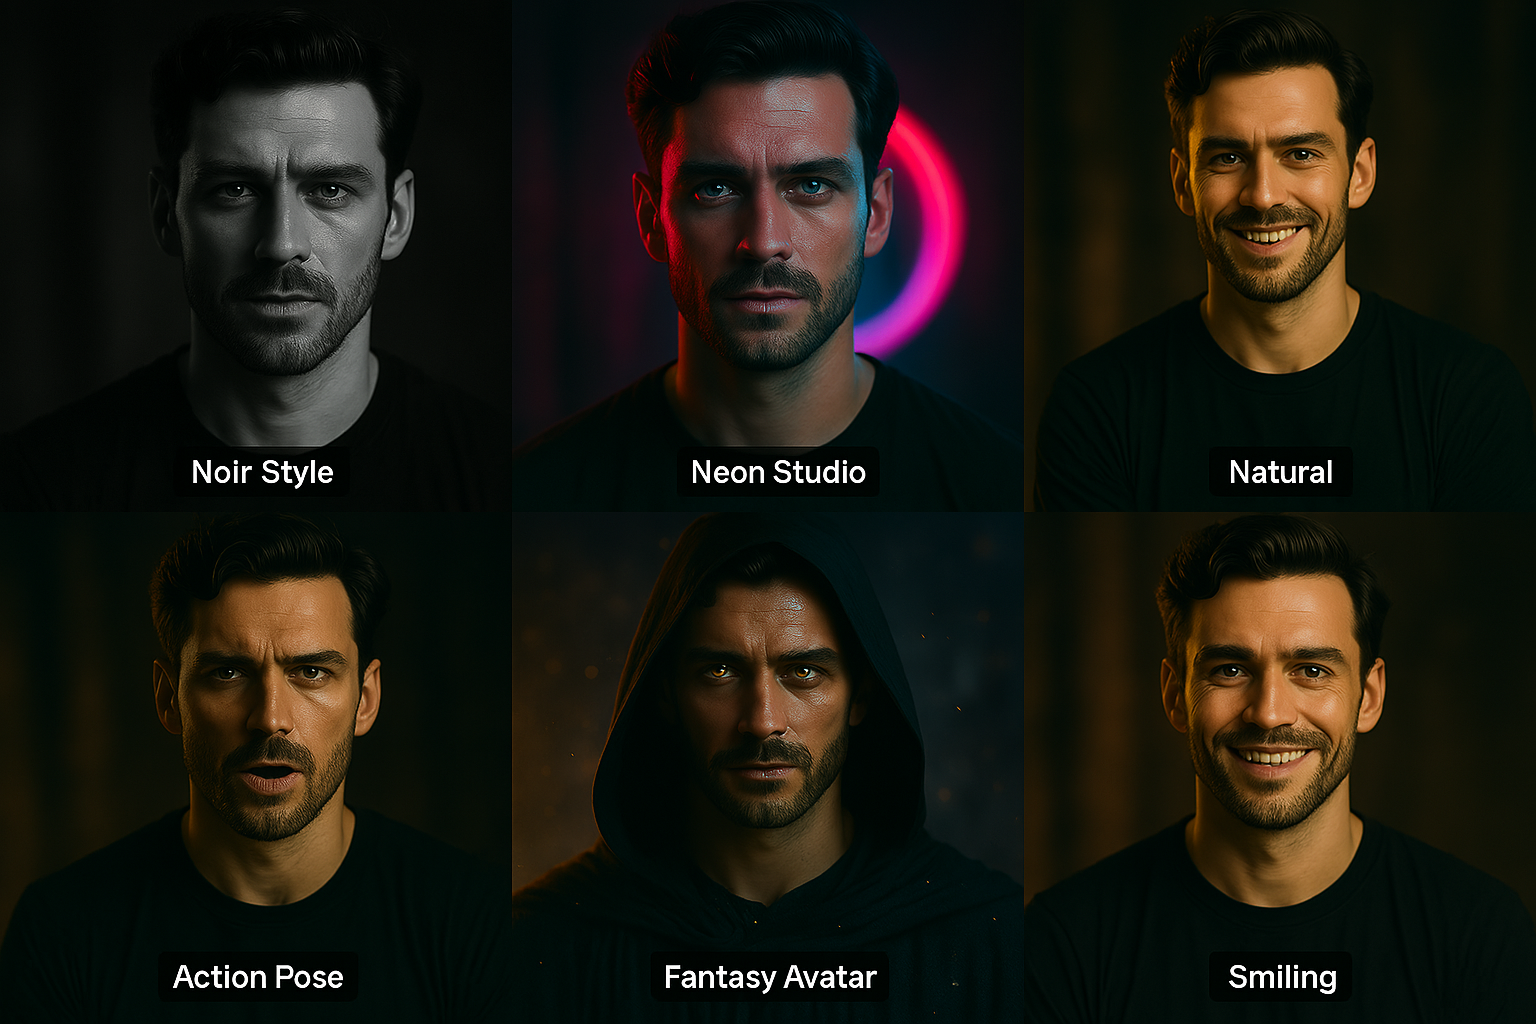 Noir Style
Neon Studio
Natural
Action Pose
Fantasy Avatar
Smiling